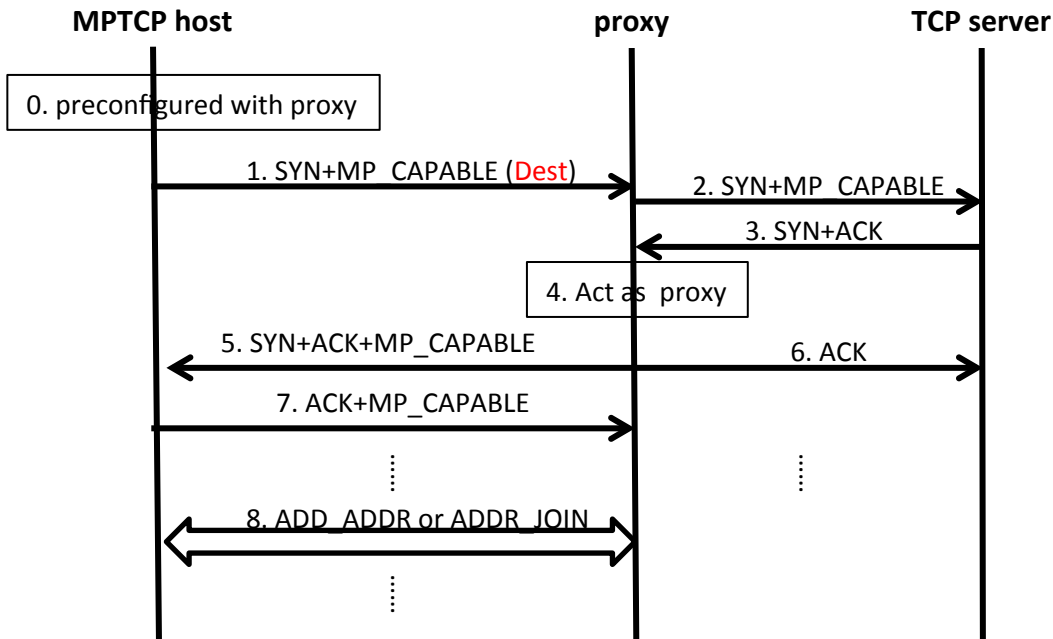 MPTCP host proxy TCP server
0. preconfigured with proxy
1. SYN+MP_CAPABLE (Dest)
2. SYN+MP_CAPABLE
3. SYN+ACK
4. Act as proxy
5. SYN+ACK+MP_CAPABLE
6. ACK
7. ACK+MP_CAPABLE
8. ADD_ADDR or ADDR_JOIN